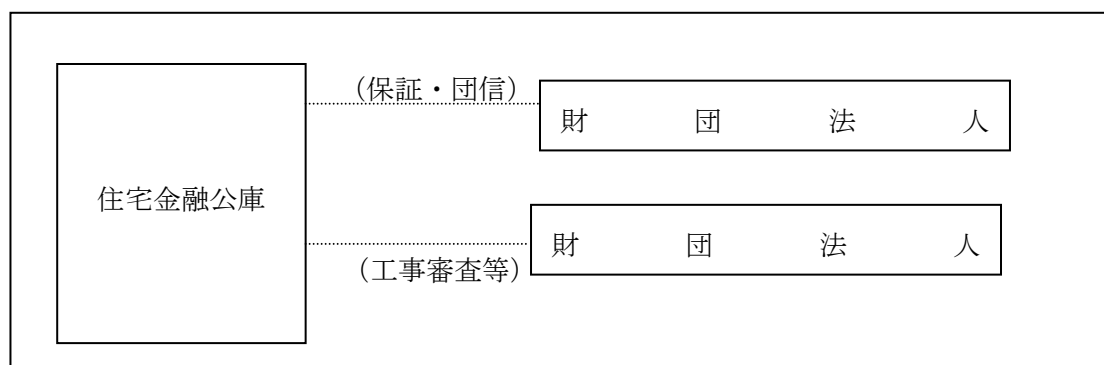 (保証・団信)
財団法人
住宅金融公庫
財団法人
(工事審査等)